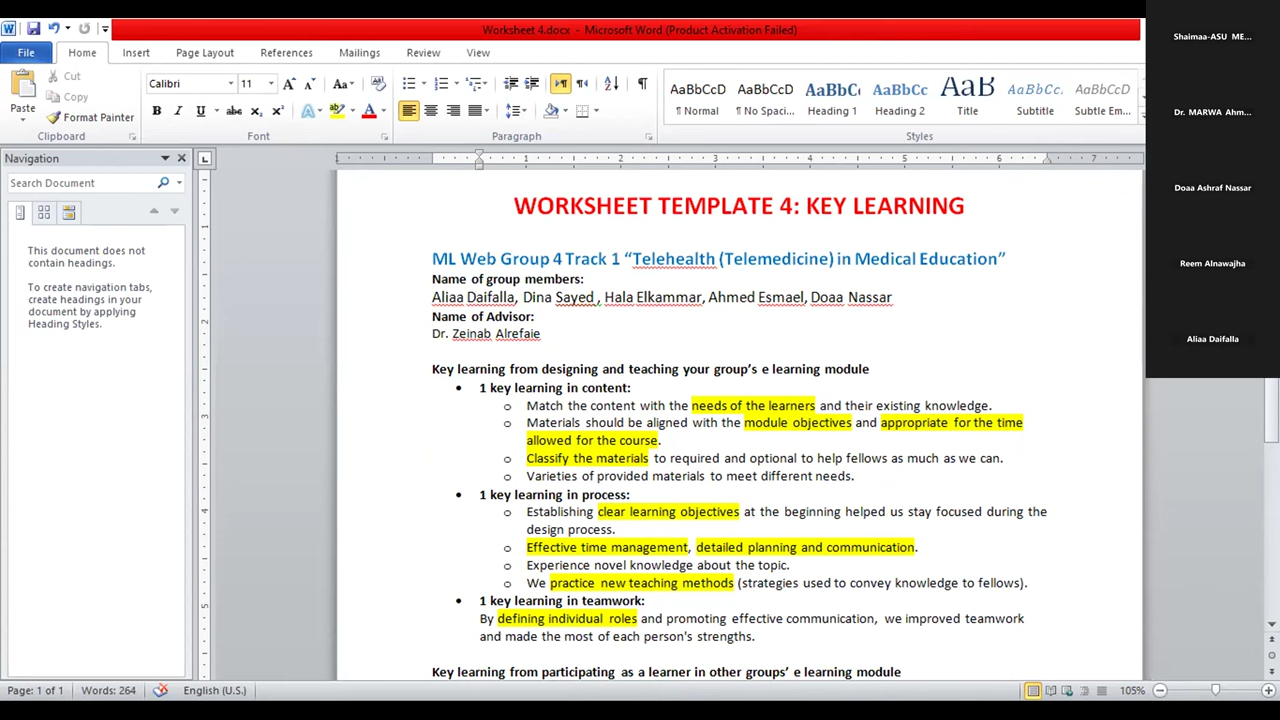 Worksheet 4.docx - Microsoft Word (Product Activation Failed)
File Home Insert Page Layout References Mailings Review View
Paste Cut Copy Format Painter
Calibri 11
AaBbCcDc AaBbCcDc AaBbC AaBbCc AaB AaBbCc. AaBbCcD
¶ Normal ¶ No Spaci... Heading 1 Heading 2 Title Subtitle Subtle Em...
Clipboard Font Paragraph Styles
Navigation
Search Document
This document does not
contain headings.
To create navigation tabs,
create headings in your
document by applying
Heading Styles.
WORKSHEET TEMPLATE 4: KEY LEARNING
ML Web Group 4 Track 1 “Telehealth (Telemedicine) in Medical Education”
Name of group members:
Aliaa Daifalla, Dina Sayed , Hala Elkammar, Ahmed Esmael, Doaa Nassar
Name of Advisor:
Dr. Zeinab Alrefaie
Key learning from designing and teaching your group’s e learning module
• 1 key learning in content:
o Match the content with the needs of the learners and their existing knowledge.
o Materials should be aligned with the module objectives and appropriate for the time
allowed for the course.
o Classify the materials to required and optional to help fellows as much as we can.
o Varieties of provided materials to meet different needs.
• 1 key learning in process:
o Establishing clear learning objectives at the beginning helped us stay focused during the
design process.
o Effective time management, detailed planning and communication.
o Experience novel knowledge about the topic.
o We practice new teaching methods (strategies used to convey knowledge to fellows).
• 1 key learning in teamwork:
By defining individual roles and promoting effective communication, we improved teamwork
and made the most of each person's strengths.
Key learning from participating as a learner in other groups’ e learning module
Page: 1 of 1 Words: 264 English (U.S.) 105%
Shaimaa-ASU ME...
Dr. MARWA Ahm...
Doaa Ashraf Nassar
Reem Alnawajha
Aliaa Daifalla